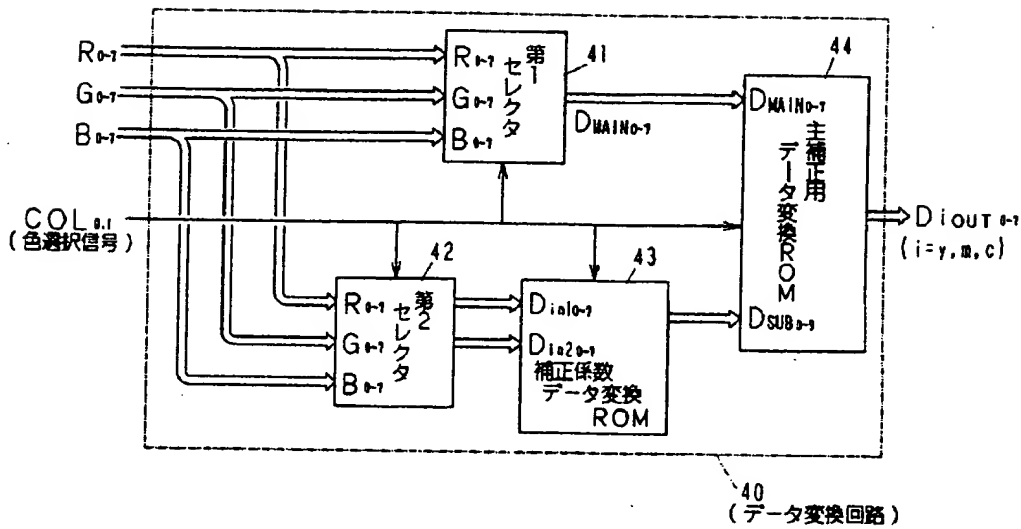 R0-7
G0-7
B0-7
COL0.1
(色選択信号)
R0-7
G0-7
B0-7
第1
セレクタ
41
DMAIN0-7
44
DMAIN0-7
主補正用
データ変換ROM
DSUB0-9
DiOUT 0-7
(i=y,m,c)
42
R0-7
G0-7
B0-7
第2
セレクタ
43
Din10-7
Din20-7
補正係数
データ変換
ROM
40
(データ変換回路)